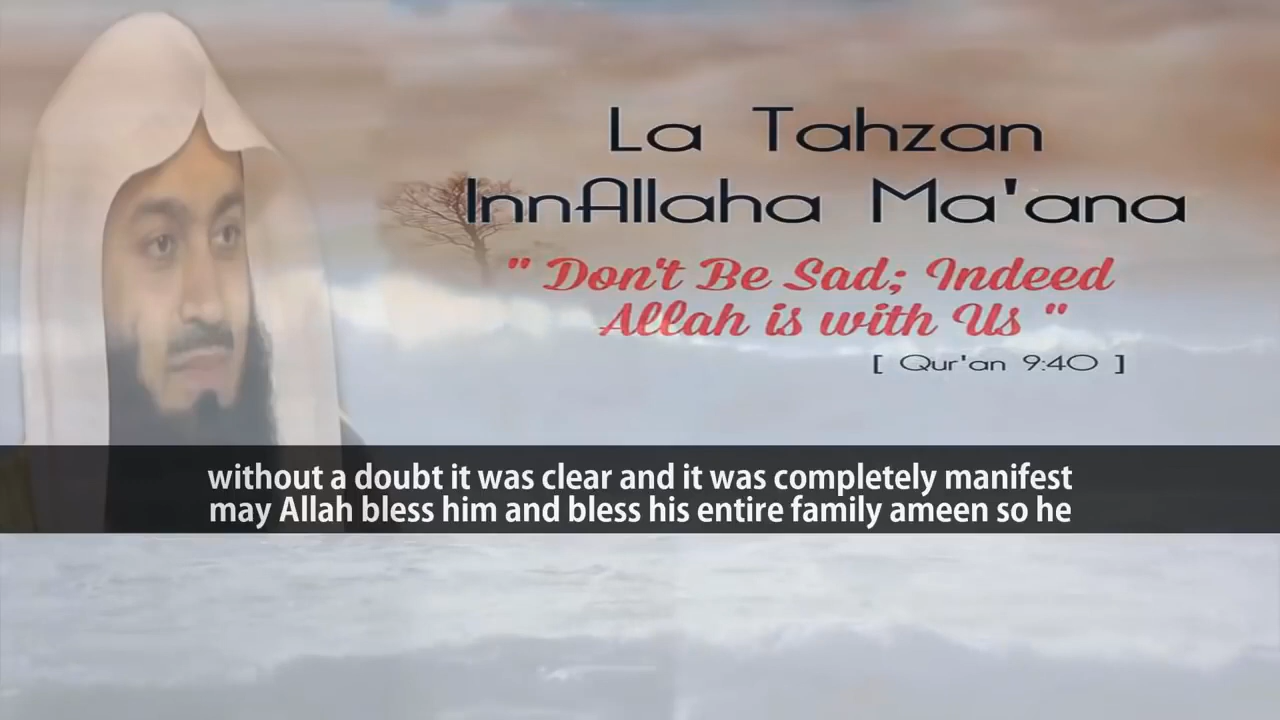 La Tahzan
InnAllaha Ma'ana
" Don't Be Sad; Indeed
Allah is with Us "
[ Qur'an 9:40 ]
without a doubt it was clear and it was completely manifest
may Allah bless him and bless his entire family ameen so he